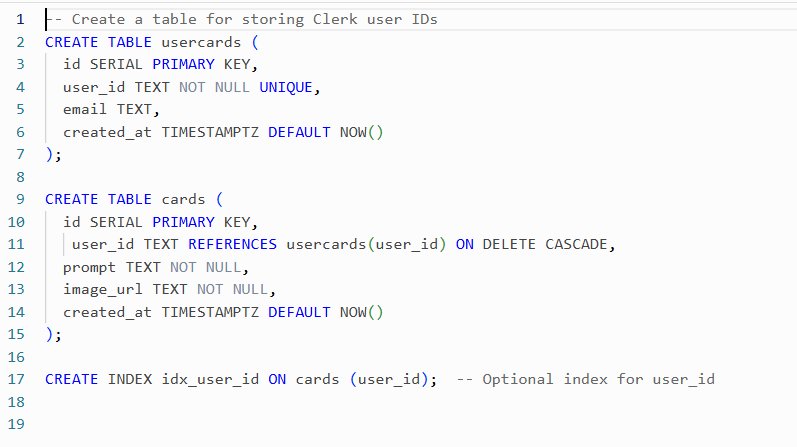 1 -- Create a table for storing Clerk user IDs
2 CREATE TABLE usercards (
3   id SERIAL PRIMARY KEY,
4   user_id TEXT NOT NULL UNIQUE,
5   email TEXT,
6   created_at TIMESTAMPTZ DEFAULT NOW()
7 );
8
9 CREATE TABLE cards (
10   id SERIAL PRIMARY KEY,
11    user_id TEXT REFERENCES usercards(user_id) ON DELETE CASCADE,
12   prompt TEXT NOT NULL,
13   image_url TEXT NOT NULL,
14   created_at TIMESTAMPTZ DEFAULT NOW()
15 );
16
17 CREATE INDEX idx_user_id ON cards (user_id);  -- Optional index for user_id
18
19